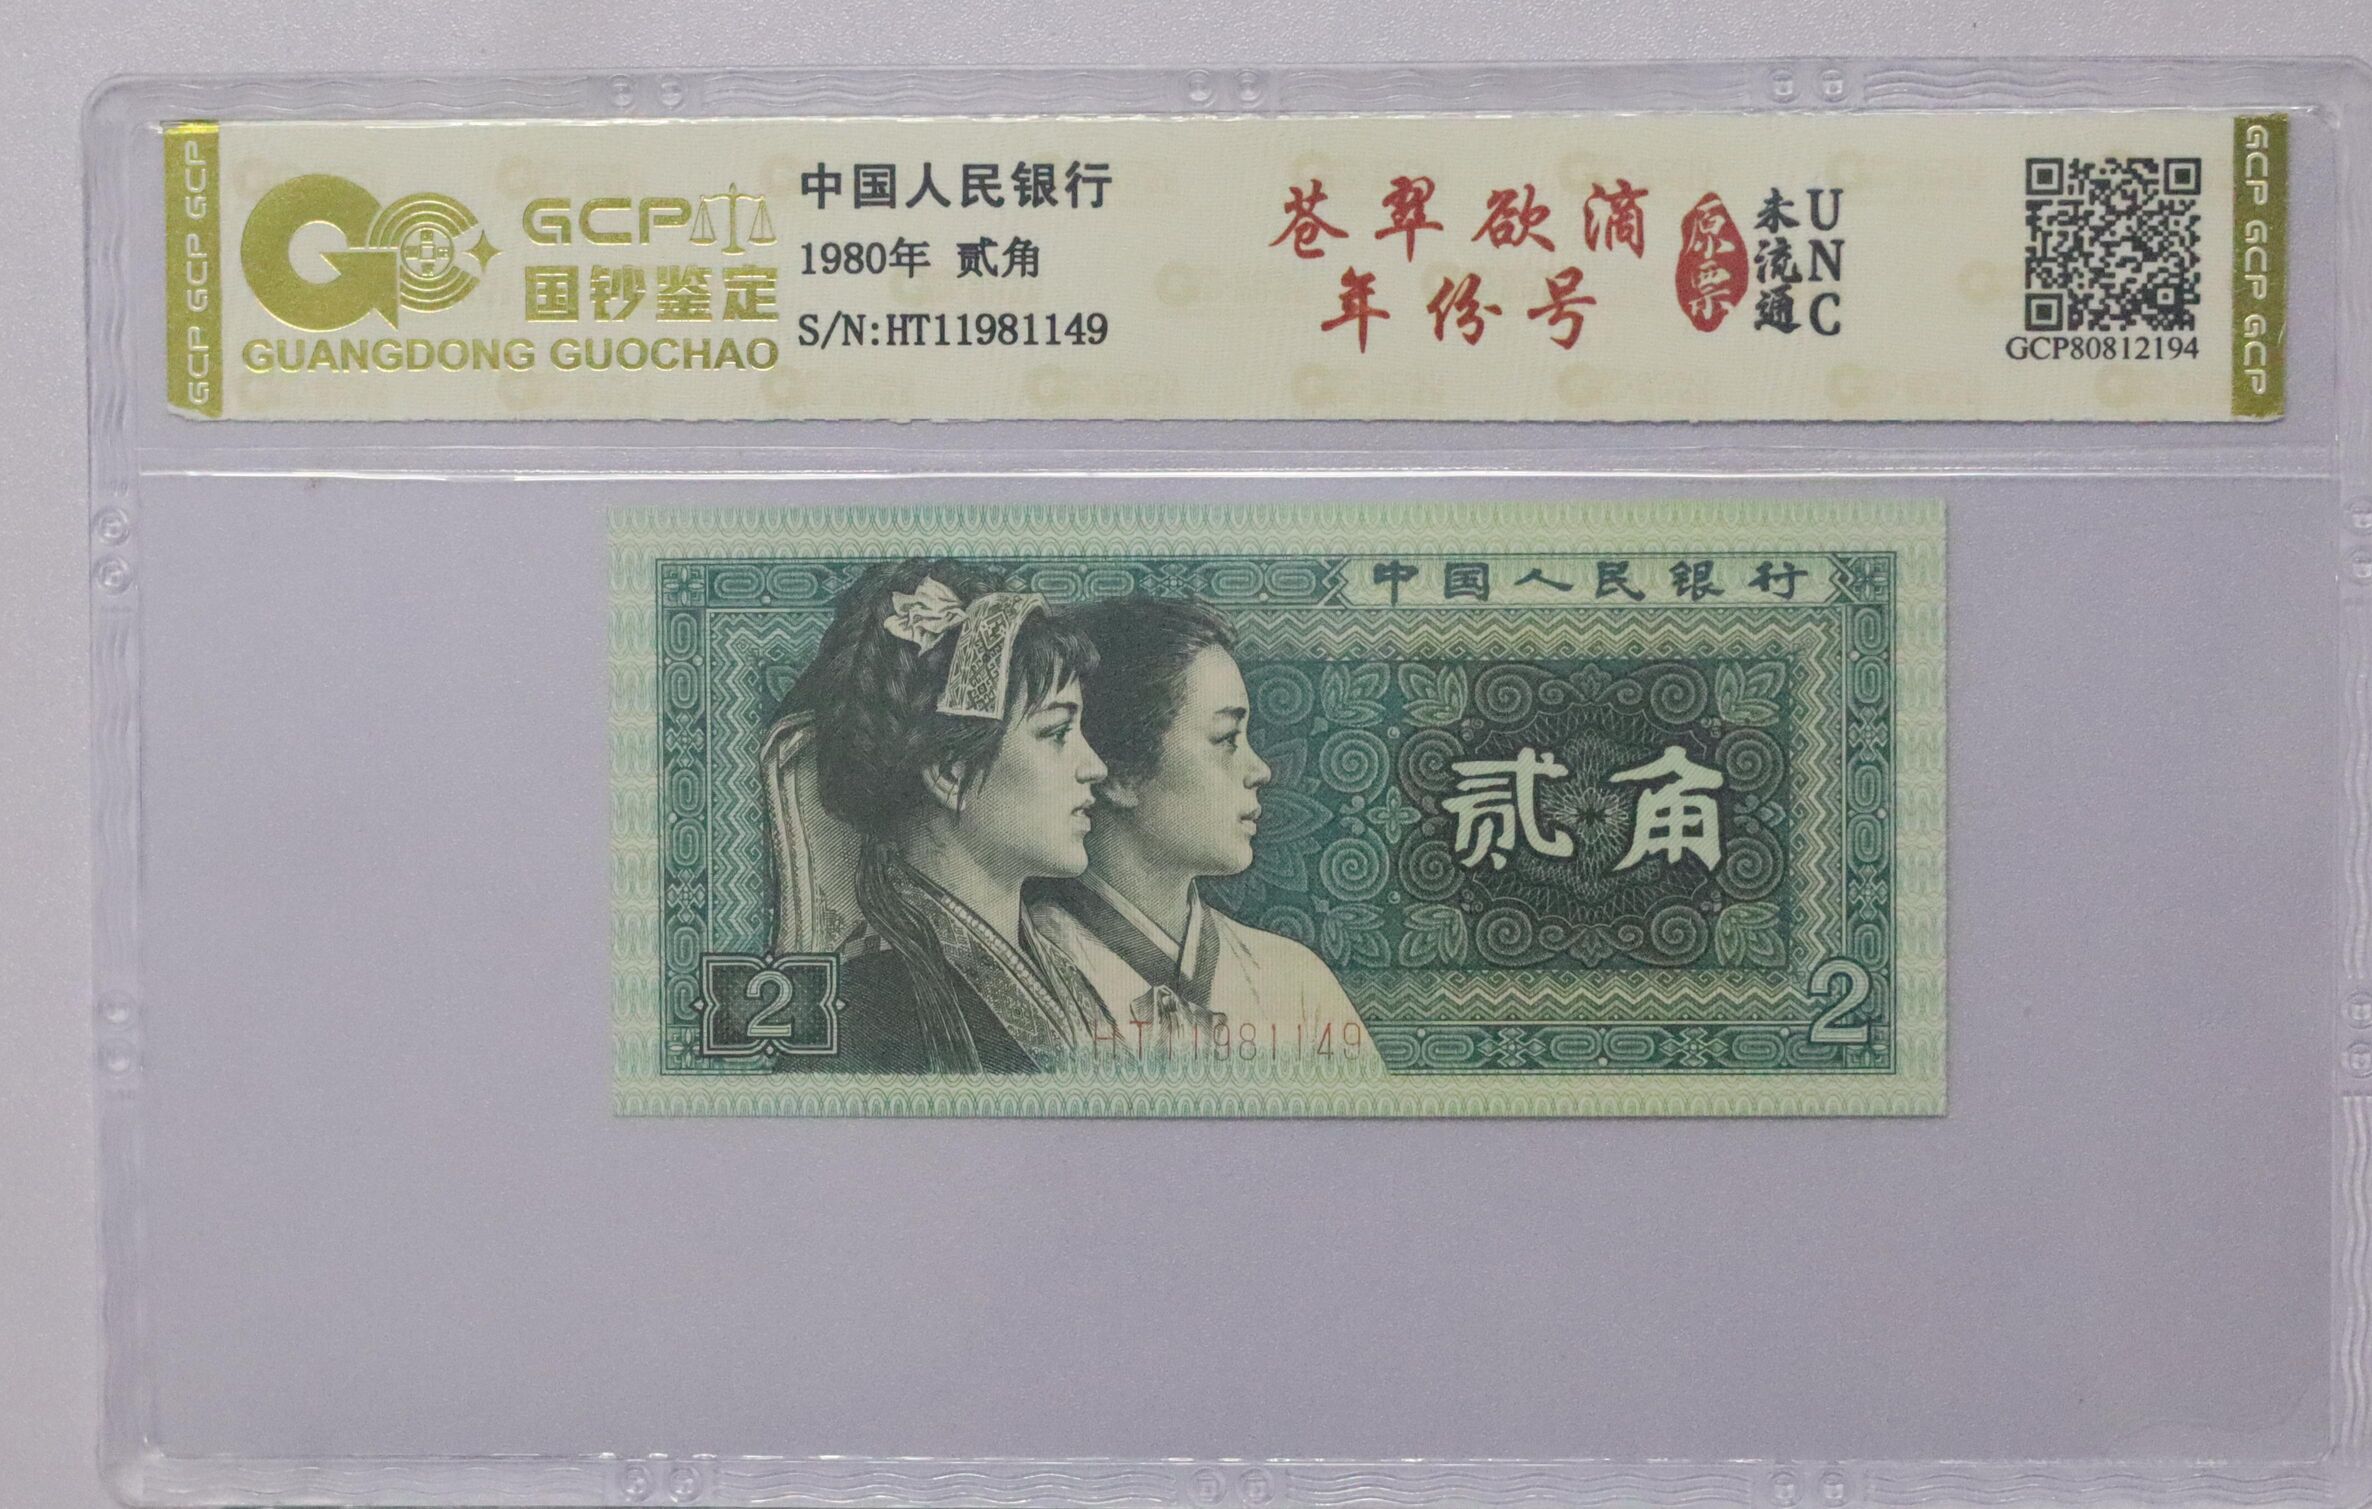 GCP GCP GCP
GCP
国钞鉴定
GUANGDONG GUOCHAO
中国人民银行
1980年 贰角
S/N:HT11981149
苍翠欲滴
年份号
原票
未流通
UNC
GCP80812194
GCP GCP GCP
中国人民银行
贰角
2
2
HT11981149